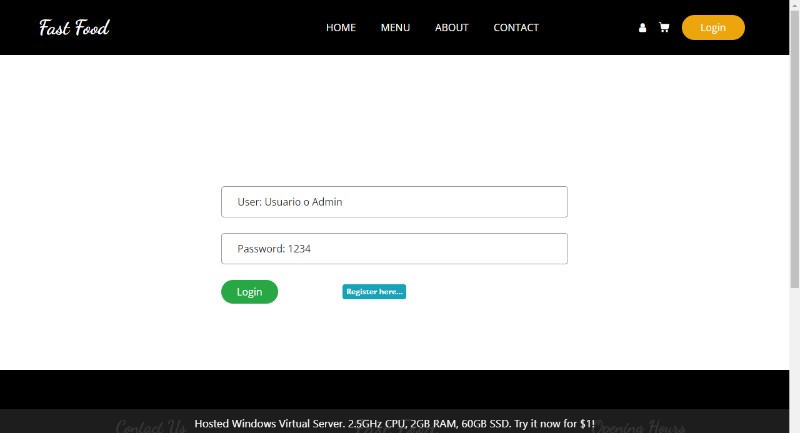 Fast Food
HOME MENU ABOUT CONTACT
Login
User: Usuario o Admin
Password: 1234
Login
Register here...
Contact Us
Opening Hours
Hosted Windows Virtual Server. 2.5GHz CPU, 2GB RAM, 60GB SSD. Try it now for $1!